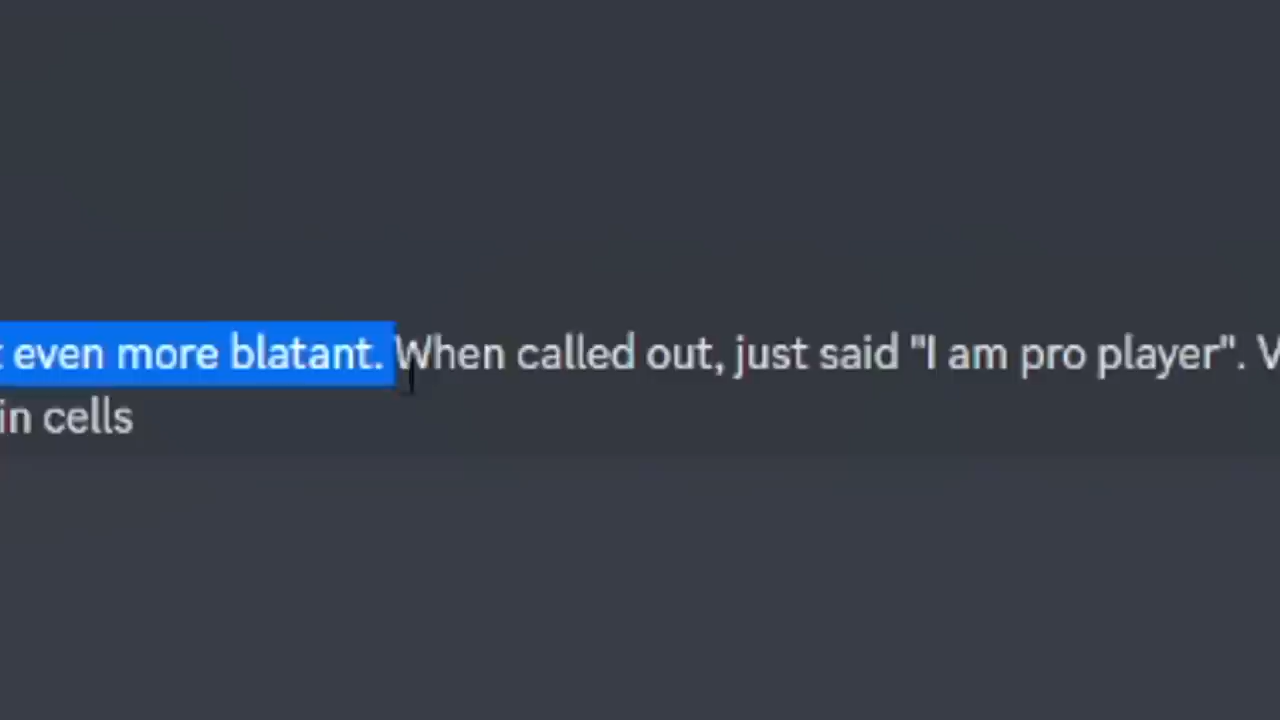 even more blatant. When called out, just said "I am pro player".
in cells